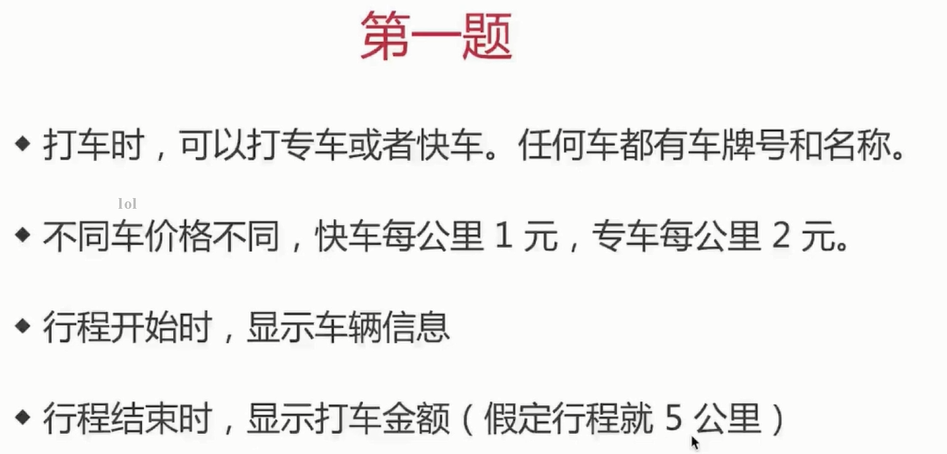 第一题
◆ 打车时，可以打专车或者快车。任何车都有车牌号和名称。
lol
◆ 不同车价格不同，快车每公里 1 元，专车每公里 2 元。
◆ 行程开始时，显示车辆信息
◆ 行程结束时，显示打车金额（假定行程就 5 公里）